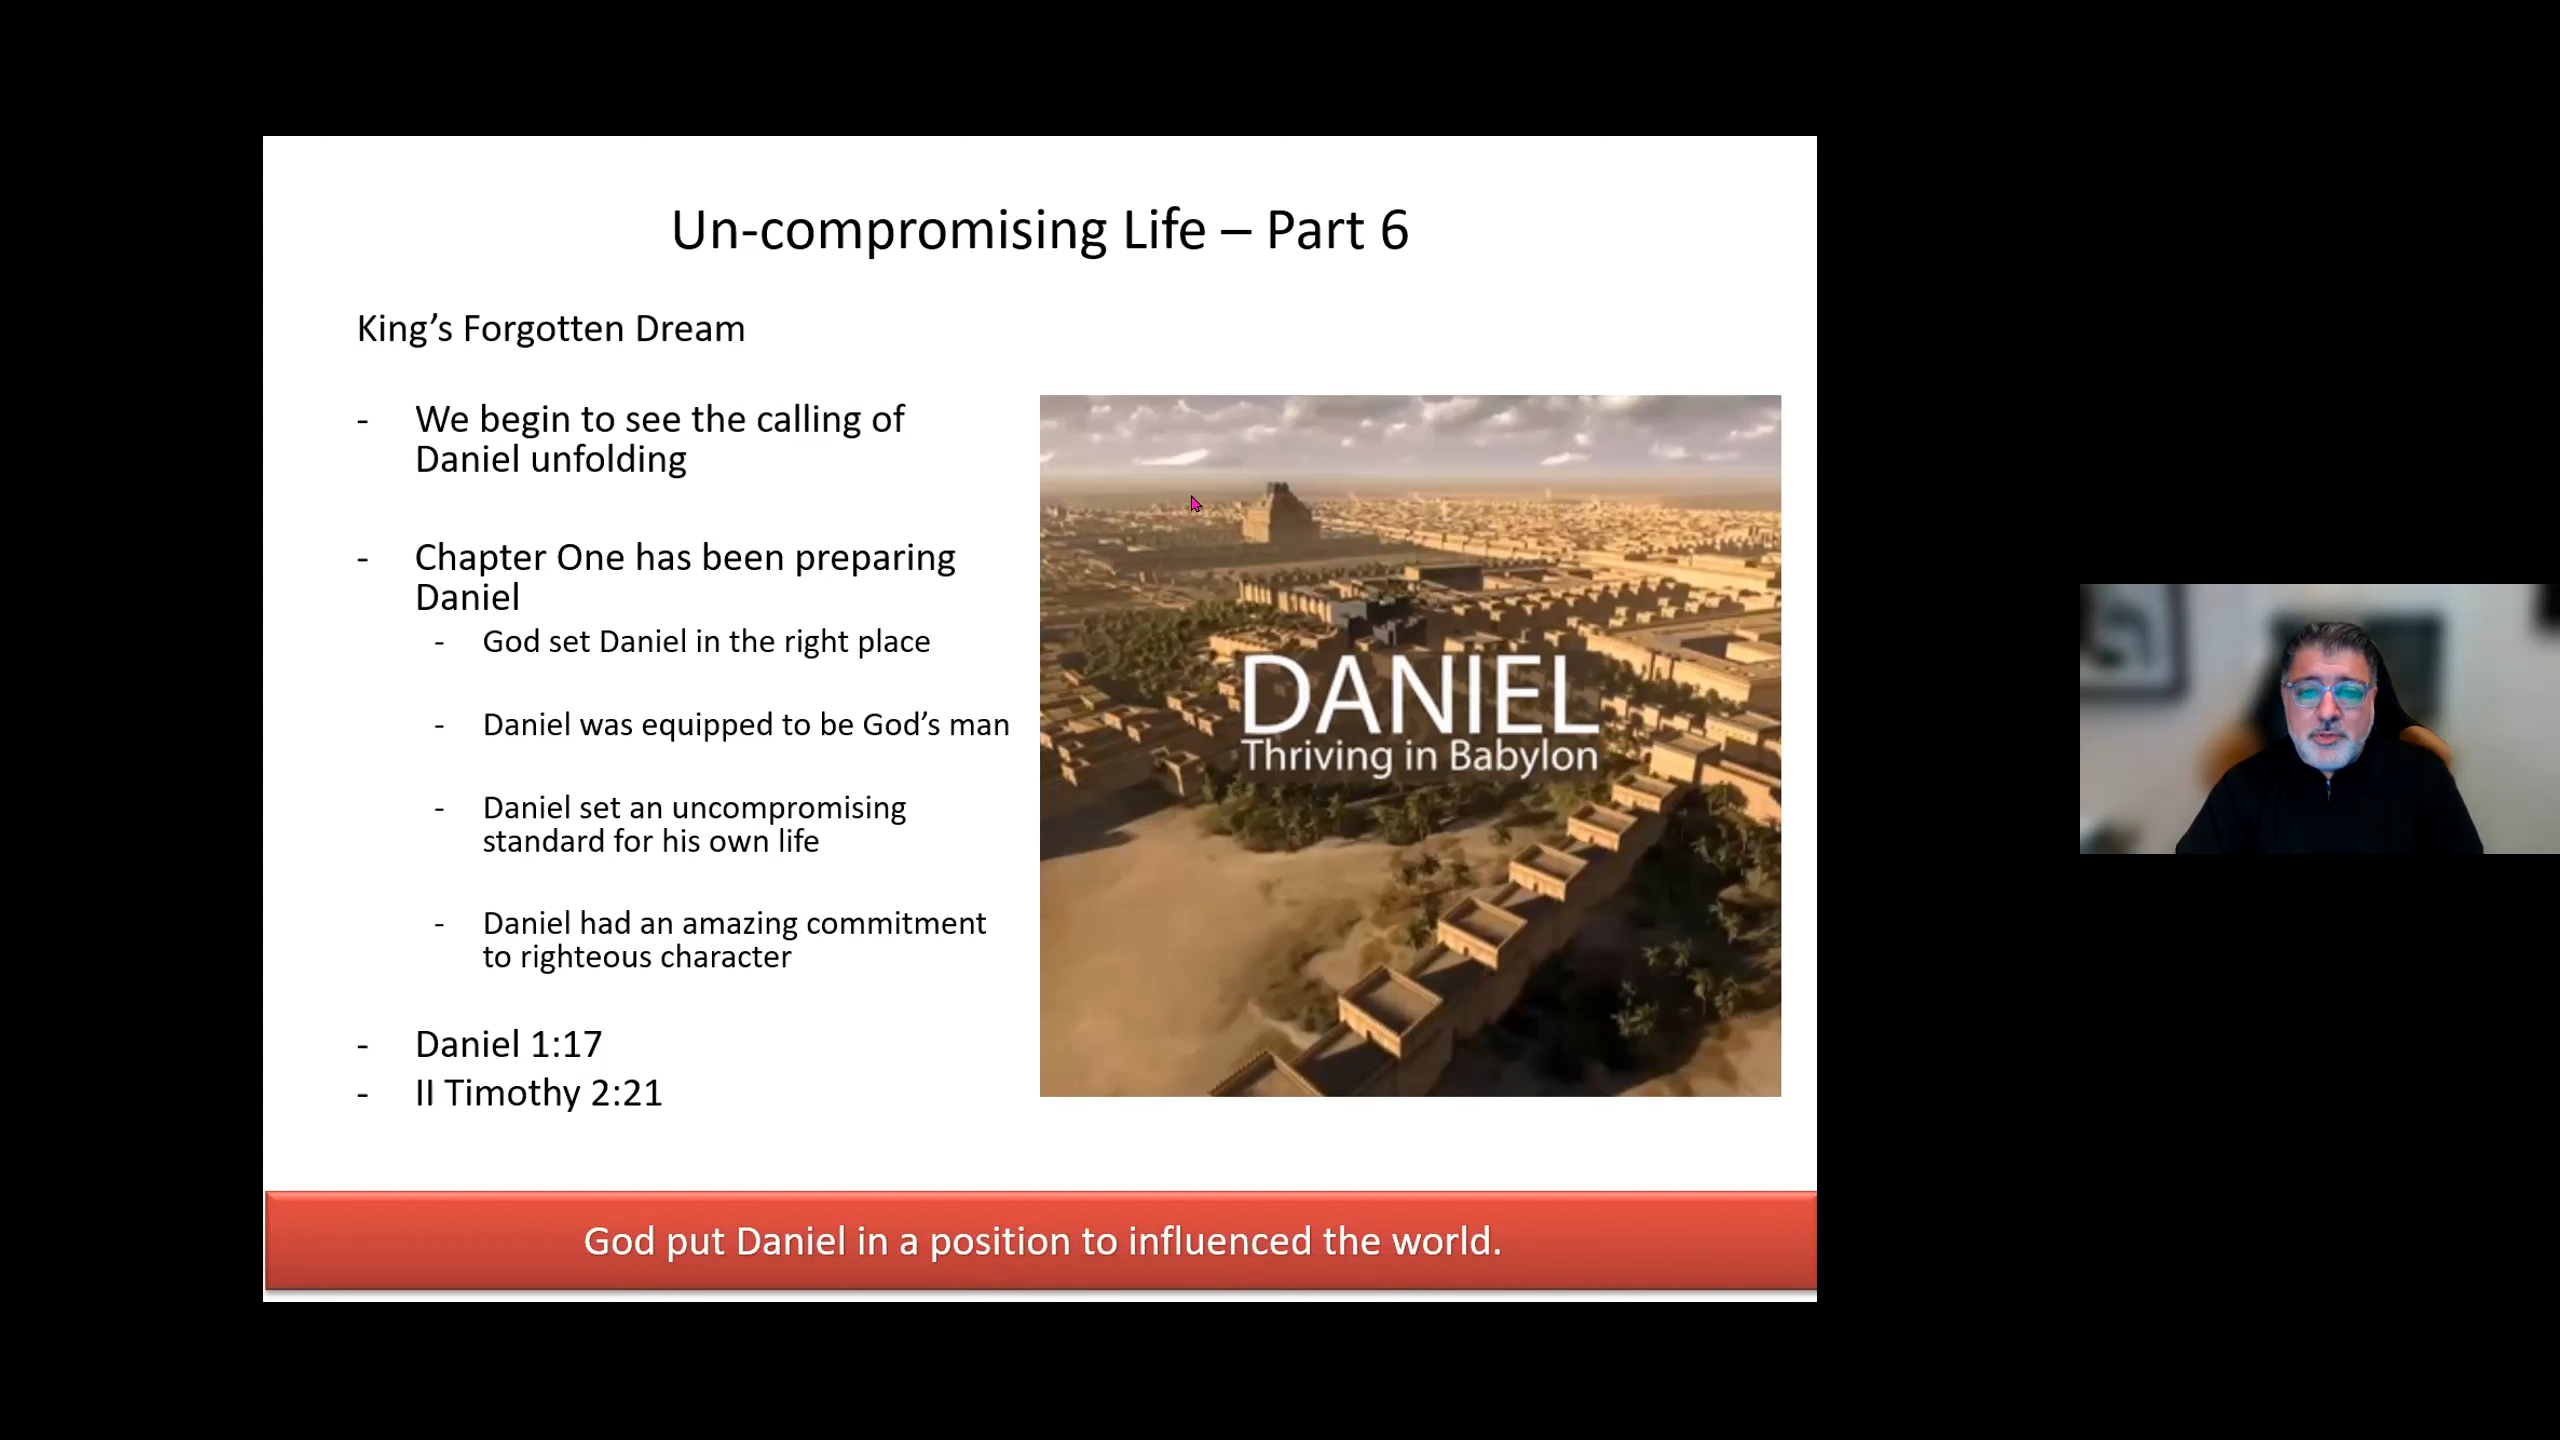 Un-compromising Life – Part 6
King’s Forgotten Dream
- We begin to see the calling of
Daniel unfolding
- Chapter One has been preparing
Daniel
- God set Daniel in the right place
- Daniel was equipped to be God’s man
- Daniel set an uncompromising
standard for his own life
- Daniel had an amazing commitment
to righteous character
- Daniel 1:17
- II Timothy 2:21
DANIEL
Thriving in Babylon
God put Daniel in a position to influenced the world.